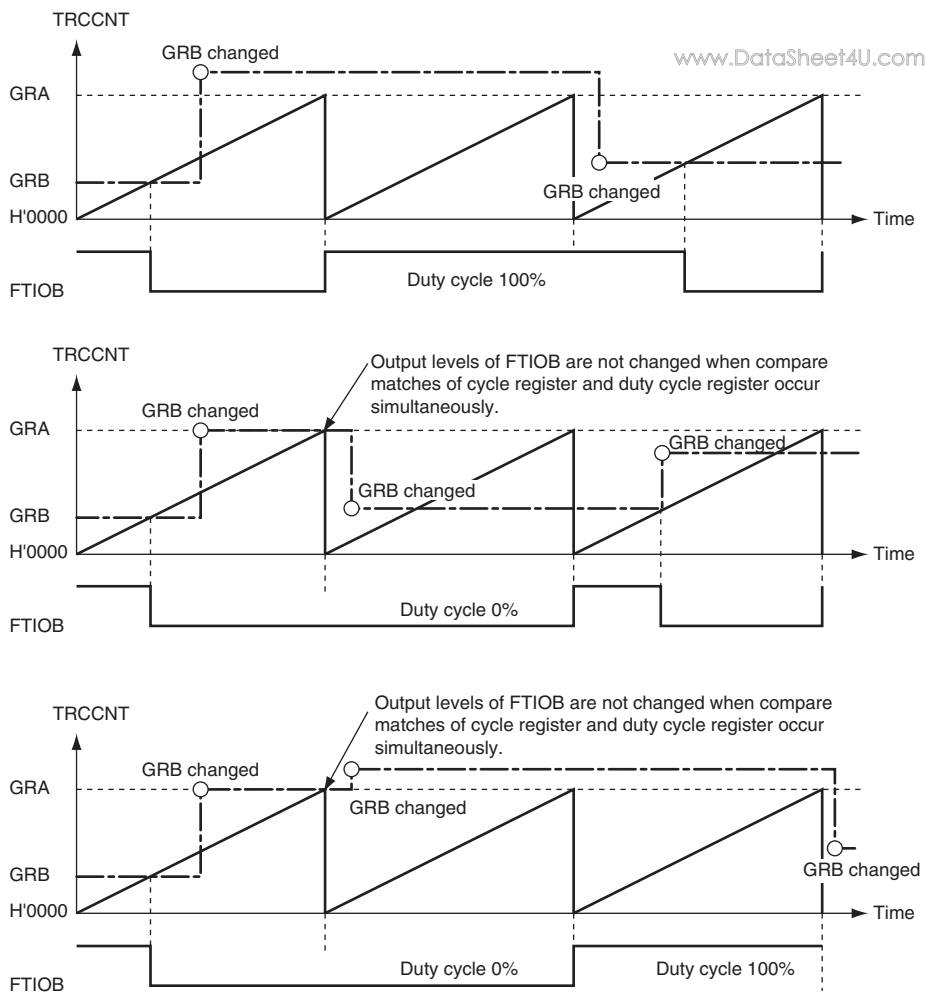 TRCCNT
GRB changed
www.DataSheet4U.com
GRA
GRB
GRB changed
H'0000
Time
Duty cycle 100%
FTIOB
TRCCNT
Output levels of FTIOB are not changed when compare
matches of cycle register and duty cycle register occur
simultaneously.
GRB changed
GRA
GRB changed
GRB changed
GRB
H'0000
Time
Duty cycle 0%
FTIOB
Output levels of FTIOB are not changed when compare
matches of cycle register and duty cycle register occur
simultaneously.
TRCCNT
GRB changed
GRA
GRB changed
GRB
GRB changed
H'0000
Time
Duty cycle 0%
Duty cycle 100%
FTIOB